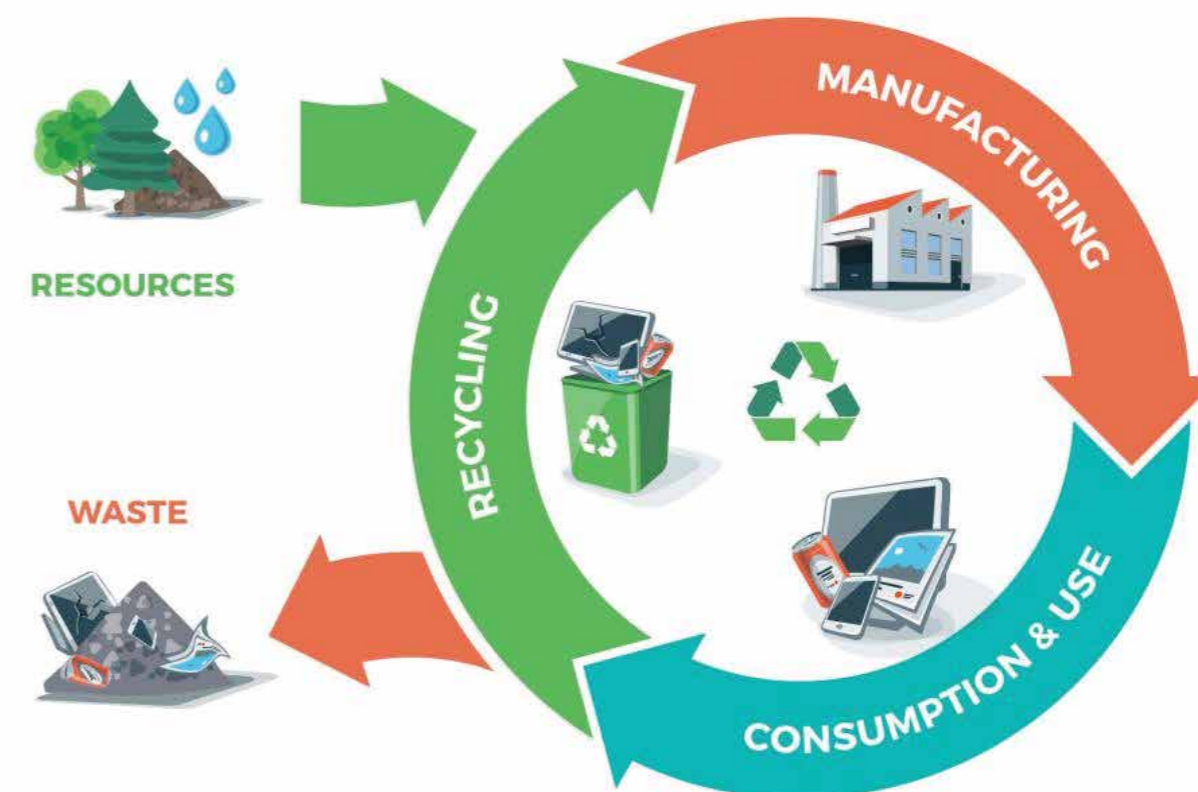 RESOURCES
MANUFACTURING
RECYCLING
WASTE
CONSUMPTION & USE